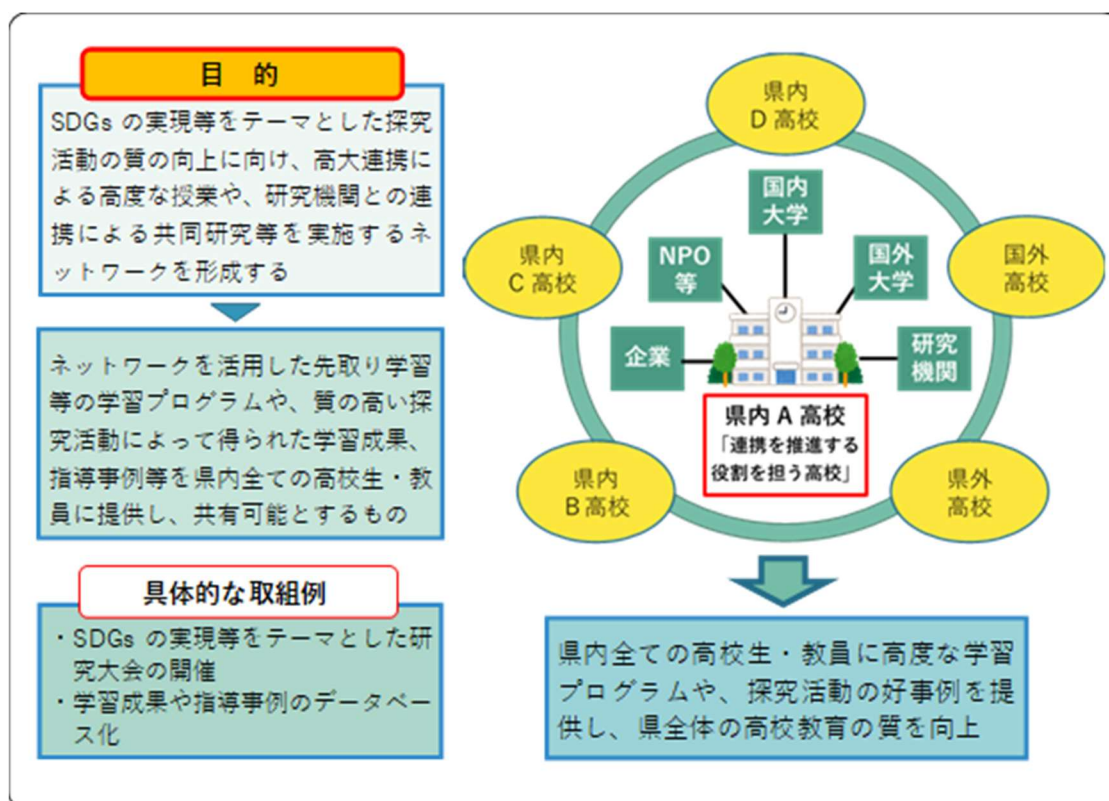 目 的
SDGs の実現等をテーマとした探究
活動の質の向上に向け、高大連携に
よる高度な授業や、研究機関との連
携による共同研究等を実施するネ
ットワークを形成する
ネットワークを活用した先取り学習
等の学習プログラムや、質の高い探
究活動によって得られた学習成果、
指導事例等を県内全ての高校生・教
員に提供し、共有可能とするもの
具体的な取組例
・SDGs の実現等をテーマとした研
究大会の開催
・学習成果や指導事例のデータベー
ス化
県内
D 高校
国内
大学
県内
C 高校
NPO
等
国外
大学
国外
高校
企業
研究
機関
県内 A 高校
「連携を推進する
役割を担う高校」
県内
B 高校
県外
高校
県内全ての高校生・教員に高度な学習
プログラムや、探究活動の好事例を提
供し、県全体の高校教育の質を向上